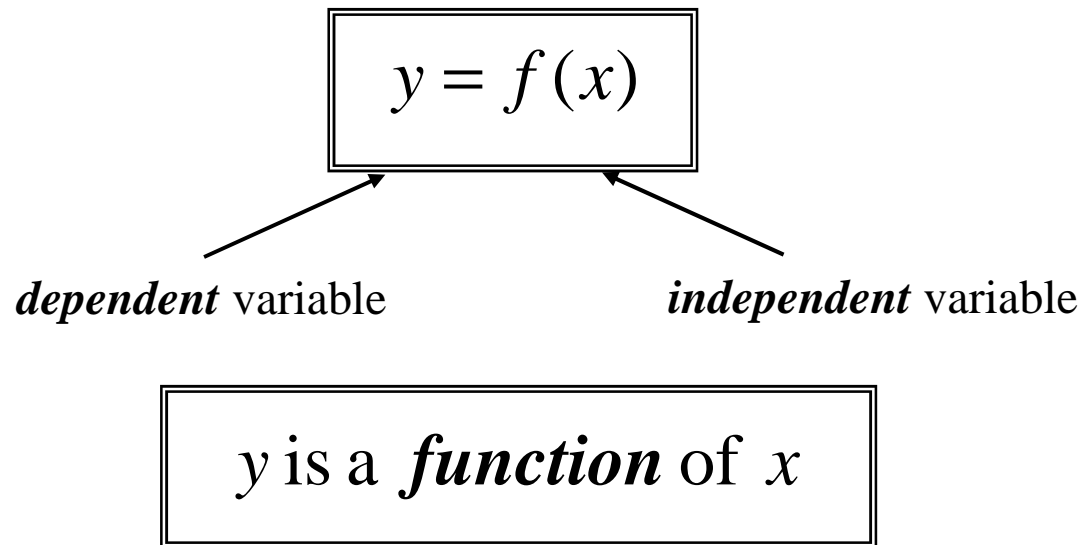 y = f (x)
dependent variable
independent variable
y is a function of x